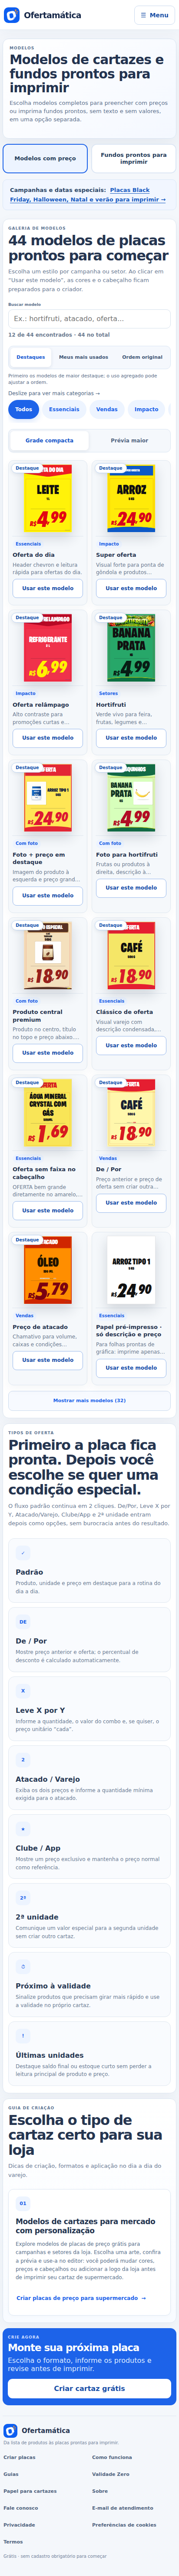 Ofertamática
☰ Menu
MODELOS
Modelos de cartazes e
fundos prontos para
imprimir
Escolha modelos completos para preencher com preços
ou imprima fundos prontos, sem texto e sem valores,
em uma opção separada.
Modelos com preço
Fundos prontos para
imprimir
Campanhas e datas especiais: Placas Black
Friday, Halloween, Natal e verão para imprimir →
GALERIA DE MODELOS
44 modelos de placas
prontos para começar
Escolha um estilo por campanha ou setor. Ao clicar em
“Usar este modelo”, as cores e o cabeçalho ficam
preparados para o criador.
Buscar modelo
Ex.: hortifruti, atacado, oferta...
12 de 44 encontrados · 44 no total
Destaques
Meus mais usados
Ordem original
Primeiro os modelos de maior destaque; o uso agregado pode
ajustar a ordem.
Deslize para ver mais categorias →
Todos
Essenciais
Vendas
Impacto
Grade compacta
Prévia maior
Destaque
LEITE
R$ 4,99
Essenciais
Oferta do dia
Header chevron e leitura
rápida para ofertas do dia.
Usar este modelo
Destaque
ARROZ
R$ 24,90
Impacto
Super oferta
Visual forte para ponta de
gôndola e produtos…
Usar este modelo
Destaque
REFRIGERANTE
2 L
R$ 6,99
Impacto
Oferta relâmpago
Alto contraste para
promoções curtas e…
Usar este modelo
Destaque
BANANA
PRATA
R$ 4,99
Setores
Hortifruti
Verde vivo para feira,
frutas, legumes e…
Usar este modelo
Destaque
ARROZ TIPO 1
R$ 24,90
Com foto
Foto + preço em
destaque
Imagem do produto à
esquerda e preço grand…
Usar este modelo
Destaque
BANANA
PRATA
R$ 4,99
Com foto
Foto para hortifruti
Frutas ou produtos à
direita, descrição à…
Usar este modelo
Destaque
R$ 18,90
Com foto
Produto central
premium
Produto no centro, título
no topo e preço abaixo:…
Usar este modelo
Destaque
CAFÉ
R$ 18,90
Essenciais
Clássico de oferta
Visual varejo com
descrição condensada,…
Usar este modelo
Destaque
ÁGUA MINERAL
CRYSTAL COM
GÁS
R$ 1,69
Essenciais
Oferta sem faixa no
cabeçalho
OFERTA bem grande
diretamente no amarelo,…
Usar este modelo
Destaque
CAFÉ
R$ 18,90
Vendas
De / Por
Preço anterior e preço de
oferta sem criar outra…
Usar este modelo
Destaque
ÓLEO
R$ 5,79
Vendas
Preço de atacado
Chamativo para volume,
caixas e condições…
Usar este modelo
ARROZ TIPO 1
R$ 24,90
Essenciais
Papel pré-impresso ·
só descrição e preço
Para folhas prontas de
gráfica: imprime apenas…
Usar este modelo
Mostrar mais modelos (32)
TIPOS DE OFERTA
Primeiro a placa fica
pronta. Depois você
escolhe se quer uma
condição especial.
O fluxo padrão continua em 2 cliques. De/Por, Leve X por
Y, Atacado/Varejo, Clube/App e 2ª unidade entram
depois como opções, sem burocracia antes do resultado.
✓
Padrão
Produto, unidade e preço em destaque para a rotina do
dia a dia.
DE
De / Por
Mostre preço anterior e oferta; o percentual de
desconto é calculado automaticamente.
X
Leve X por Y
Informe a quantidade, o valor do combo e, se quiser, o
preço unitário “cada”.
2
Atacado / Varejo
Exiba os dois preços e informe a quantidade mínima
exigida para o atacado.
★
Clube / App
Mostre um preço exclusivo e mantenha o preço normal
como referência.
2ª
2ª unidade
Comunique um valor especial para a segunda unidade
sem criar outro cartaz.
Próximo à validade
Sinalize produtos que precisam girar mais rápido e use
a validade no próprio cartaz.
!
Últimas unidades
Destaque saldo final ou estoque curto sem perder a
leitura principal de produto e preço.
GUIA DE CRIAÇÃO
Escolha o tipo de
cartaz certo para sua
loja
Dicas de criação, formatos e aplicação no dia a dia do
varejo.
01
Modelos de cartazes para mercado
com personalização
Explore modelos de placas de preço grátis para
campanhas e setores da loja. Escolha uma arte, confira
a prévia e use-a no editor: você poderá mudar cores,
preços e cabeçalhos ou adicionar a logo da loja antes
de imprimir seu cartaz de supermercado.
Criar placas de preço para supermercado →
CRIE AGORA
Monte sua próxima placa
Escolha o formato, informe os produtos e
revise antes de imprimir.
Criar cartaz grátis
Ofertamática
Da lista de produtos às placas prontas para imprimir.
Criar placas
Como funciona
Guias
Validade Zero
Papel para cartazes
Sobre
Fale conosco
E-mail de atendimento
Privacidade
Preferências de cookies
Termos
Grátis · sem cadastro obrigatório para começar